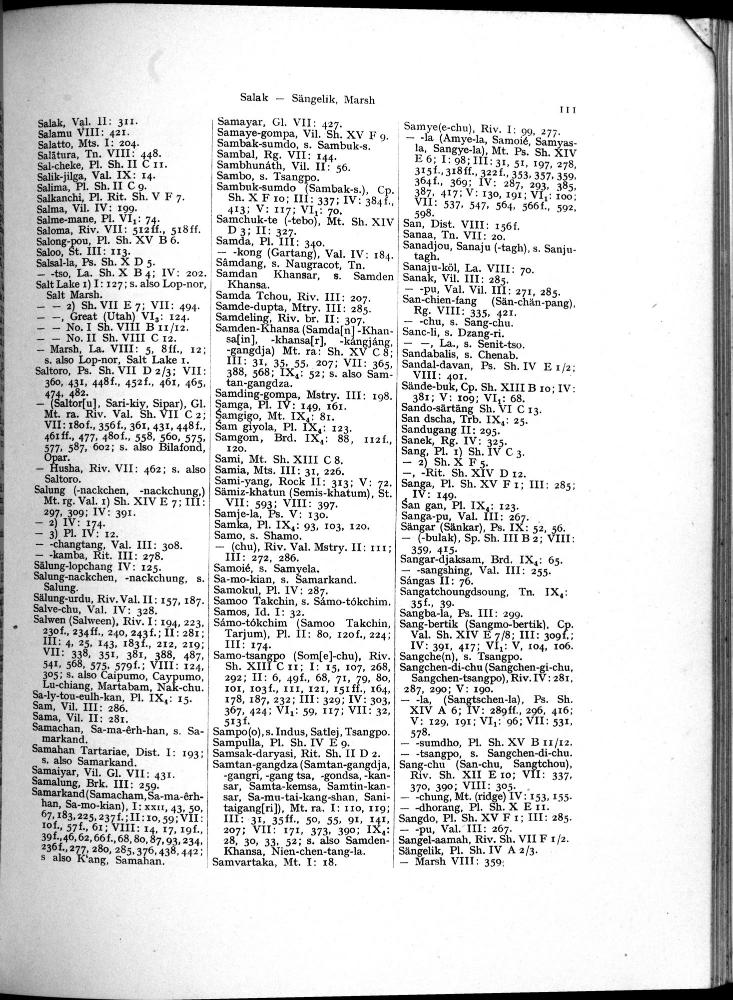 Salak — Sängelik, Marsh
111
Salak, Val. II: 311.
Salamu VIII: 421.
Salatto, Mts. I: 204.
Salātura, Tn. VIII: 448.
Sal-cheke, Pl. Sh. II C 11.
Salik-jilga, Val. IX: 14.
Salima, Pl. Sh. II C 9.
Salkanchi, Pl. Rit. Sh. V F 7.
Salma, Vil. IV: 199.
Salme-mane, Pl. VI₁: 74.
Saloma, Riv. VII: 512ff., 518ff.
Salong-pou, Pl. Sh. XV B 6.
Saloo, St. III: 113.
Salsal-la, Ps. Sh. X D 5.
— -tso, La. Sh. X B 4; IV: 202.
Salt Lake 1) I: 127; s. also Lop-nor,
Salt Marsh.
— — 2) Sh. VII E 7; VII: 494.
— —, Great (Utah) VI₃: 124.
— — No. I Sh. VIII B 11/12.
— — No. II Sh. VIII C 12.
— Marsh, La. VIII: 5, 8ff., 12;
s. also Lop-nor, Salt Lake 1.
Saltoro, Ps. Sh. VII D 2/3; VII:
360, 431, 448f., 452f., 461, 465,
474, 482.
— (Saltor[u], Sari-kiy, Sipar), Gl.
Mt. ra. Riv. Val. Sh. VII C 2;
VII: 180f., 356f., 361, 431, 448f.,
461ff., 477, 480f., 558, 560, 575,
577, 587, 602; s. also Bilafond,
Opar.
— Husha, Riv. VII: 462; s. also
Saltoro.
Salung (-nackchen, -nackchung,)
Mt. rg. Val. 1) Sh. XIV E 7; III:
297, 309; IV: 391.
— 2) IV: 174.
— 3) Pl. IV: 12.
— -changtang, Val. III: 308.
— -kamba, Rit. III: 278.
Sälung-lopchang IV: 125.
Salung-nackchen, -nackchung, s.
Salung.
Sälung-urdu, Riv. Val. II: 157, 187.
Salve-chu, Val. IV: 328.
Salwen (Salween), Riv. I: 194, 223,
230f., 234ff., 240, 243f.; II: 281;
III: 4, 25, 143, 183f., 212, 219;
VII: 338, 351, 381, 388, 487,
541, 568, 575, 579f.; VIII: 124,
305; s. also Caipumo, Caypumo,
Lu-chiang, Martabam, Nak-chu.
Sa-ly-tou-eulh-kan, Pl. IX₄: 15.
Sam, Vil. III: 286.
Sama, Vil. II: 281.
Samachan, Sa-ma-êrh-han, s. Sa-
markand.
Samahan Tartariae, Dist. I: 193;
s. also Samarkand.
Samaiyar, Vil. Gl. VII: 431.
Samalung, Brk. III: 259.
Samarkand (Samacham, Sa-ma-êrh-
han, Sa-mo-kian), I: XXII, 43, 50,
67, 183, 225, 237f.; II: 10, 59; VII:
10f., 57f., 61; VIII: 14, 17, 19f.,
39f., 46, 62, 66f., 68, 80, 87, 93, 234,
236f., 277, 280, 285, 376, 438, 442;
s also K'ang, Samahan.
Samayar, Gl. VII: 427.
Samaye-gompa, Vil. Sh. XV F 9.
Sambak-sumdo, s. Sumbuk-s.
Sambal, Rg. VII: 144.
Sambhunáth, Vil. II: 56.
Sambo, s. Tsangpo.
Sambuk-sumdo (Sambak-s.), Cp.
Sh. X F 10; III: 337; IV: 384f.,
413; V: 117; VI₁: 70.
Samchuk-te (-tebo), Mt. Sh. XIV
D 3; II: 327.
Samda, Pl. III: 340.
— -kong (Gartang), Val. IV: 184.
Sâmdang, s. Naugracot, Tn.
Samdan Khansar, s. Samden
Khansa.
Samda Tchou, Riv. III: 207.
Samde-dupta, Mtry. III: 285.
Samdeling, Riv. br. II: 307.
Samden-Khansa (Samda[n] -Khan-
sa[in], -khansa[r], -kángjáng,
-gangdja) Mt. ra: Sh. XV C 8;
III: 31, 35, 55, 207; VII: 365,
388, 568; IX₄: 52; s. also Sam-
tan-gangdza.
Samding-gompa, Mstry. III: 198.
Samga, Pl. IV: 149, 161.
Samgigo, Mt. IX₄: 81.
Sam giyola, Pl. IX₄: 123.
Samgom, Brd. IX₄: 88, 112f.,
120.
Sami, Mt. Sh. XIII C 8.
Samia, Mts. III: 31, 226.
Sami-yang, Rock II: 313; V: 72.
Sämiz-khatun (Semis-khatum), St.
VII: 593; VIII: 397.
Samje-la, Ps. V: 130.
Samka, Pl. IX₄: 93, 103, 120.
Samo, s. Shamo.
— (chu), Riv. Val. Mstry. II: 111;
III: 272, 286.
Samoié, s. Samyela.
Sa-mo-kian, s. Samarkand.
Samokul, Pl. IV: 287.
Samoo Takchin, s. Sámo-tókchim.
Samos, Id. I: 32.
Sámo-tókchim (Samoo Takchin,
Tarjum), Pl. II: 80, 120f., 224;
III: 174.
Samo-tsangpo (Som[e]-chu), Riv.
Sh. XIII C 11; I: 15, 107, 268,
292; II: 6, 49f., 68, 71, 79, 80,
101, 103f., 111, 121, 151ff., 164,
178, 187, 232; III: 329; IV: 303,
367, 424; VI₁: 59, 117; VII: 32,
513f.
Sampo(o), s. Indus, Satlej, Tsangpo.
Sampulla, Pl. Sh. IV E 9.
Samsak-daryasi, Rit. Sh. II D 2.
Samtan-gangdza (Samtan-gangdja,
-gangri, -gang tsa, -gondsa, -kan-
sar, Samta-kemsa, Samtin-kan-
sar, Sa-mu-tai-kang-shan, Sani-
taigang[ri]), Mt. ra. I: 110, 119;
III: 31, 35ff., 50, 55, 91, 141,
207; VII: 171, 373, 390; IX₄:
28, 30, 33, 52; s. also Samden-
Khansa, Nien-chen-tang-la.
Samvartaka, Mt. I: 18.
Samye(e-chu), Riv. I: 99, 277.
— -la (Amye-la, Samoié, Samyas-
la, Sangye-la), Mt. Ps. Sh. XIV
E 6; I: 98; III: 31, 51, 197, 278,
315f., 318ff., 322f., 353, 357, 359,
364f., 369; IV: 287, 293, 385,
387, 417; V: 130, 191; VI₁: 100;
VII: 537, 547, 564, 566f., 592,
598.
San, Dist. VIII: 156f.
Sanaa, Tn. VII: 20.
Sanadjou, Sanaju (-tagh), s. Sanju-
tagh.
Sanaju-köl, La. VIII: 70.
Sanak, Vil. III: 285.
— -pu, Val. Vil. III: 271, 285.
San-chien-fang (Sän-chän-pang),
Rg. VIII: 335, 421.
— -chu, s. Sang-chu.
Sanc-li, s. Dzang-ri.
— —, La., s. Senit-tso.
Sandabalis, s. Chenab.
Sandal-davan, Ps. Sh. IV E 1/2;
VIII: 401.
Sände-buk, Cp. Sh. XIII B 10; IV:
381; V: 109; VI₁: 68.
Sando-särtäng Sh. VI C 13.
San dscha, Trb. IX₄: 25.
Sandugang II: 295.
Sanek, Rg. IV: 325.
Sang, Pl. 1) Sh. IV C 3.
— 2) Sh. X F 5.
—, -Rit. Sh. XIV D 12.
Sanga, Pl. Sh. XV F 1; III: 285;
IV: 149.
San gan, Pl. IX₄: 123.
Sanga-pu, Val. III: 267.
Sängar (Sänkar), Ps. IX: 52, 56.
— (-bulak), Sp. Sh. III B 2; VIII:
359, 415.
Sangar-djaksam, Brd. IX₄: 65.
— -sangshing, Val. III: 255.
Sángas II: 76.
Sangatchoungdsoung, Tn. IX₄:
35f., 39.
Sangba-la, Ps. III: 299.
Sang-bertik (Sangmo-bertik), Cp.
Val. Sh. XIV E 7/8; III: 309f.;
IV: 391, 417; VI₁: V, 104, 106.
Sangche(n), s. Tsangpo.
Sangchen-di-chu (Sangchen-gi-chu,
Sangchen-tsangpo), Riv. IV: 281,
287, 290; V: 190.
— -la, (Sangtschen-la), Ps. Sh.
XIV A 6; IV: 289ff., 296, 416;
V: 129, 191; VI₁: 96; VII: 531,
578.
— -sumdho, Pl. Sh. XV B 11/12.
— -tsangpo, s. Sangchen-di-chu.
Sang-chu (San-chu, Sangtchou),
Riv. Sh. XII E 10; VII: 337,
370, 390; VIII: 305.
— -chung, Mt. (ridge) IV: 153, 155.
— -dhorang, Pl. Sh. X E 11.
Sangdo, Pl. Sh. XV F 1; III: 285.
— -pu, Val. III: 267.
Sangel-aamah, Riv. Sh. VII F 1/2.
Sängelik, Pl. Sh. IV A 2/3.
— Marsh VIII: 359.